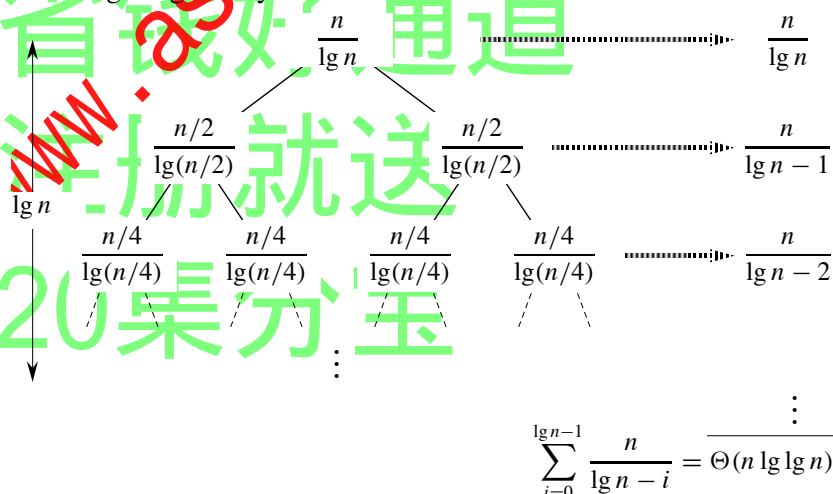 n/lg n n/lg n
n/2/lg(n/2) n/2/lg(n/2) n/(lg n − 1)
lg n
n/4/lg(n/4) n/4/lg(n/4) n/4/lg(n/4) n/4/lg(n/4) n/(lg n − 2)
⋮
⋮
∑_{i=0}^{lg n−1} n/(lg n − i) = Θ(n lg lg n)
省钱好通道
注册就送
20集分宝
www.as